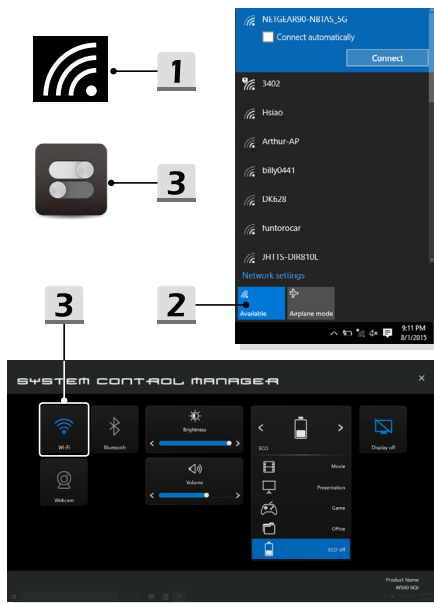 NETGEAR90-NBTAS_5G
Connect automatically
Connect
1
3402
Hsiao
Arthur-AP
3
billy0441
DK628
funtorocar
JHTTS-DIR810L
Network settings
3
2
Available
Airplane mode
9:11 PM
8/1/2015
SYSTEM CONTROL MANAGER
Wi-Fi
Bluetooth
Brightness
ECO
Display off
Webcam
Volume
Movie
Presentation
Game
Office
ECO off
Product Name
WS60 6QJ